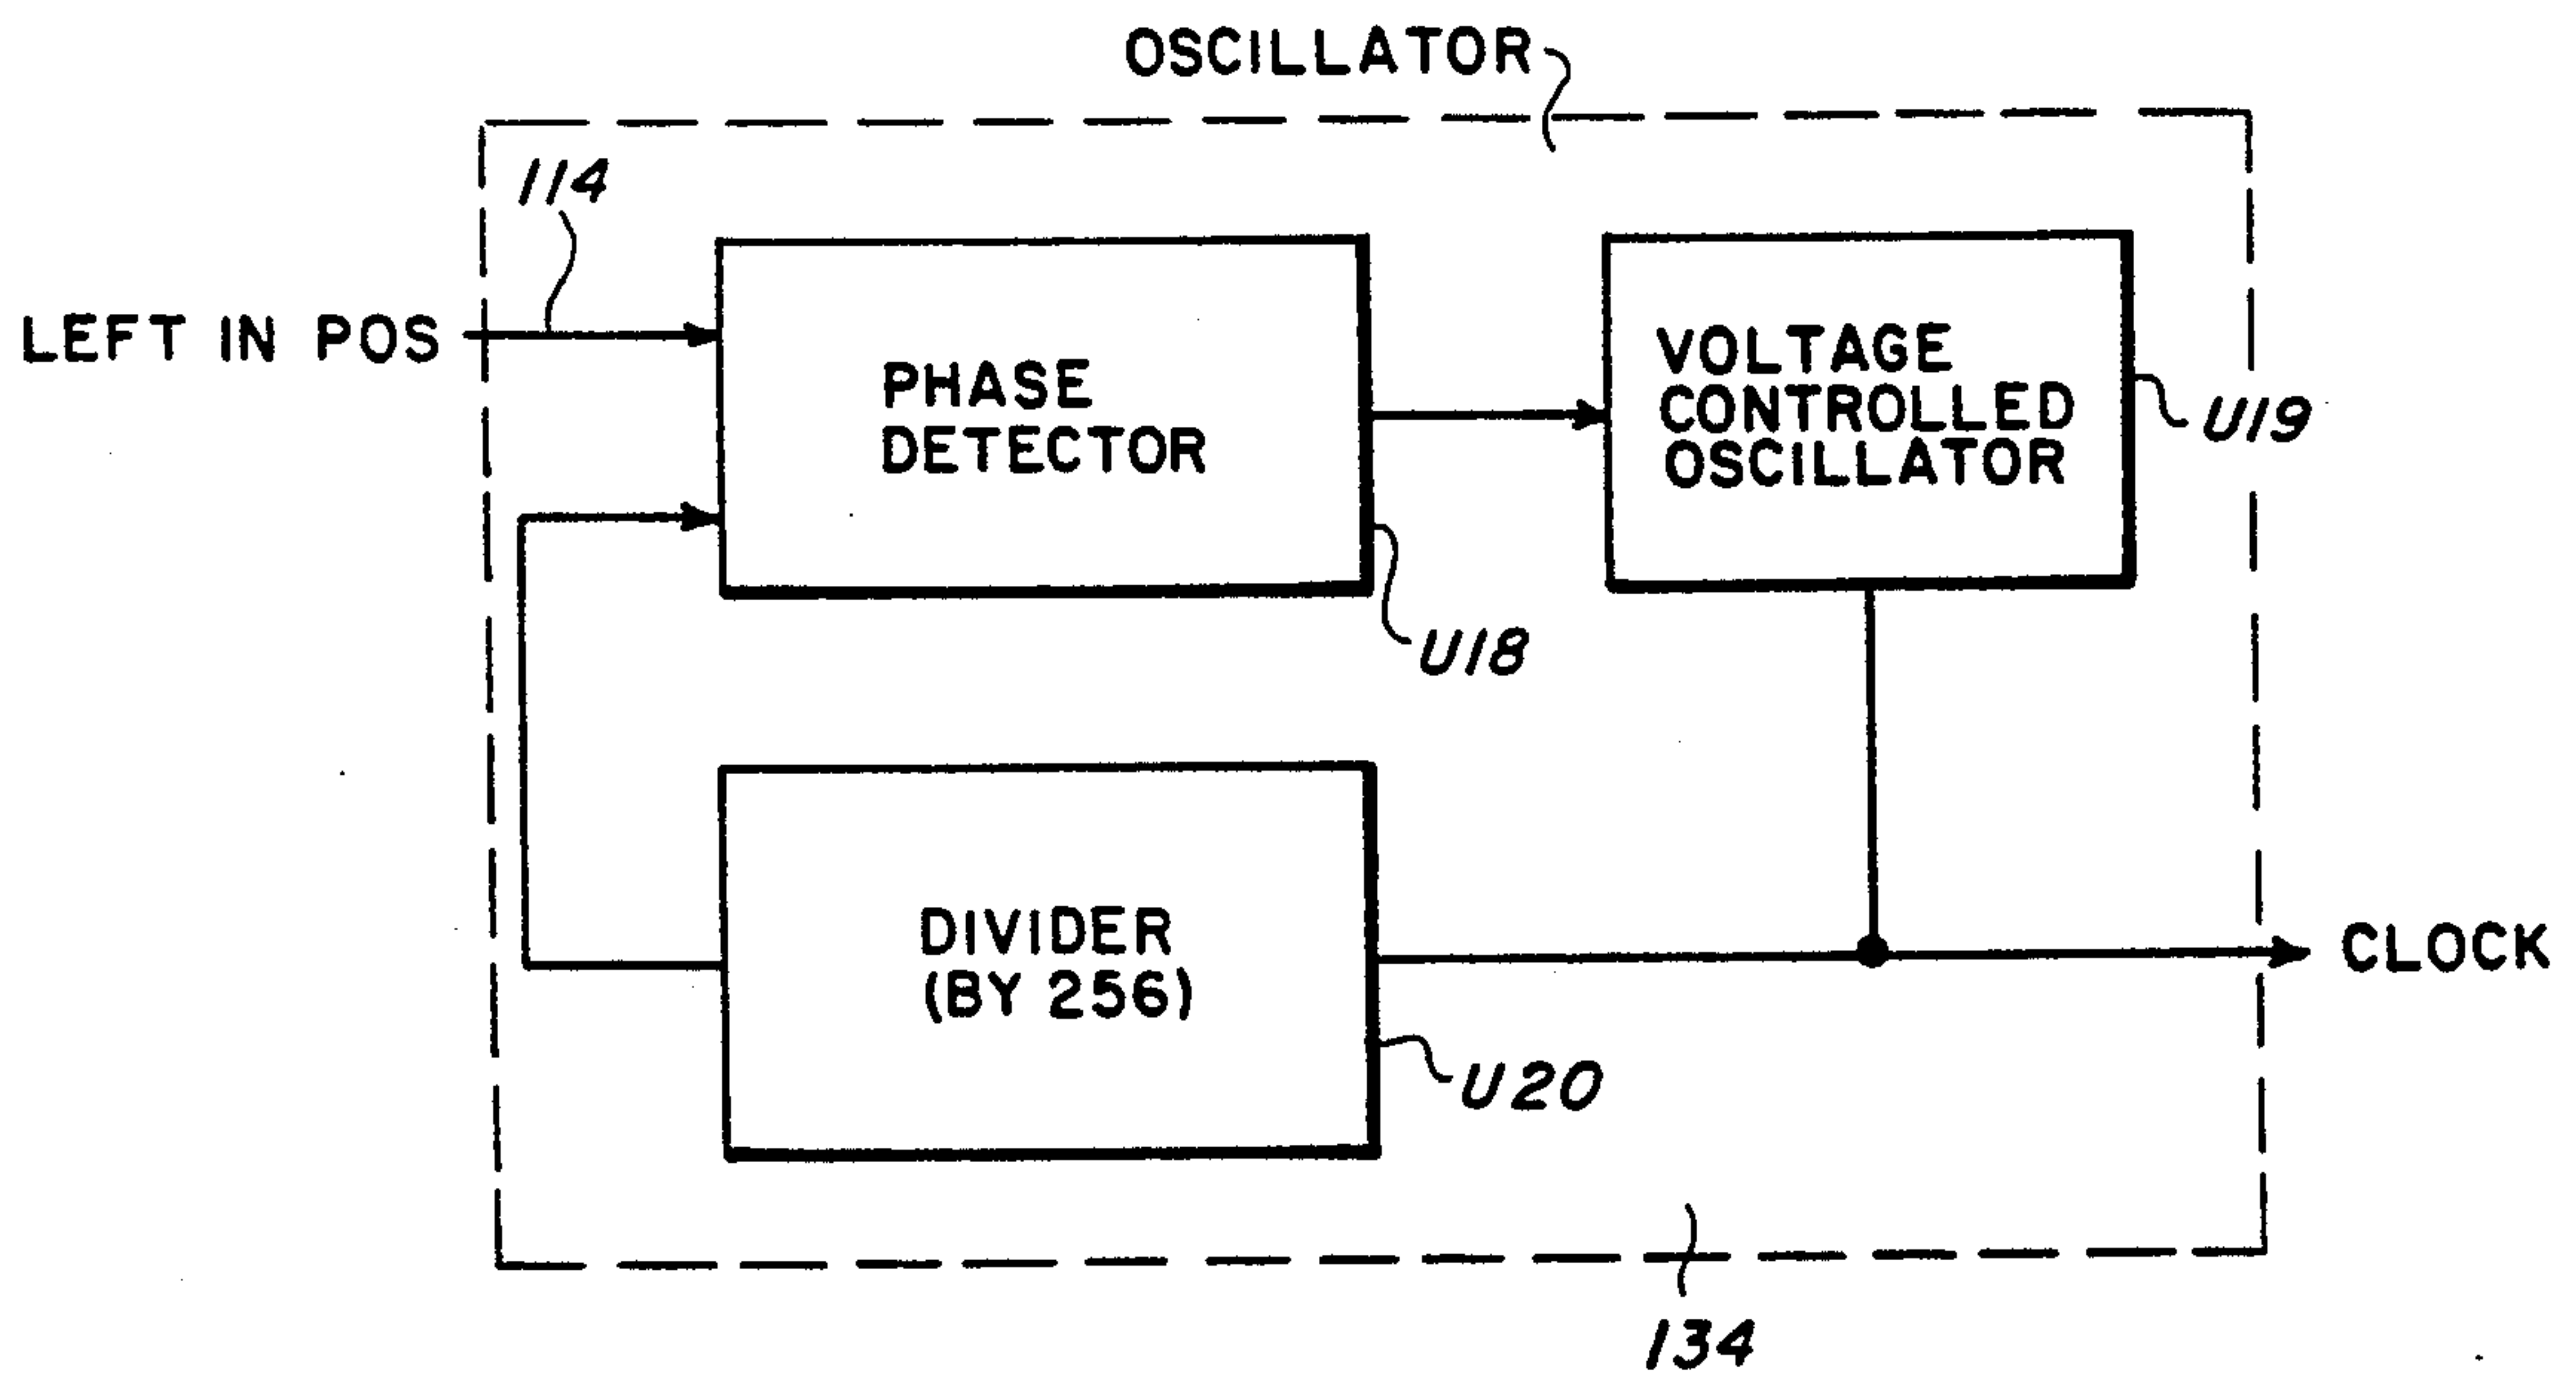 OSCILLATOR
114
LEFT IN POS
PHASE
DETECTOR
VOLTAGE
CONTROLLED
OSCILLATOR
U19
U18
DIVIDER
(BY 256)
CLOCK
U20
134